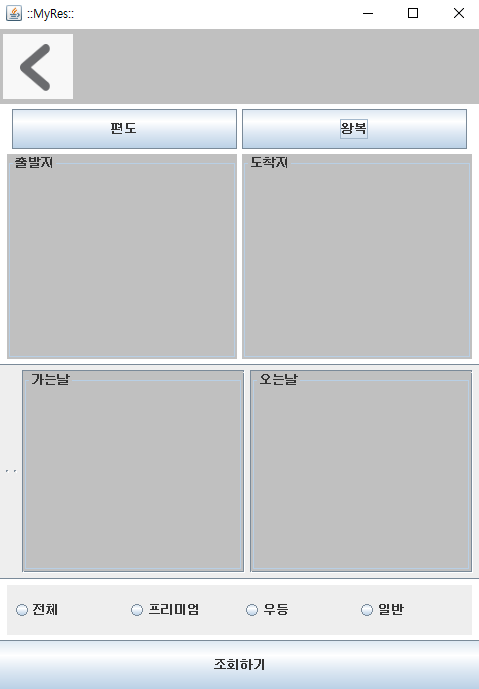 ::MyRes::
편도 왕복
출발지 도착지
가는날 오는날
전체 프리미엄 우등 일반
조회하기